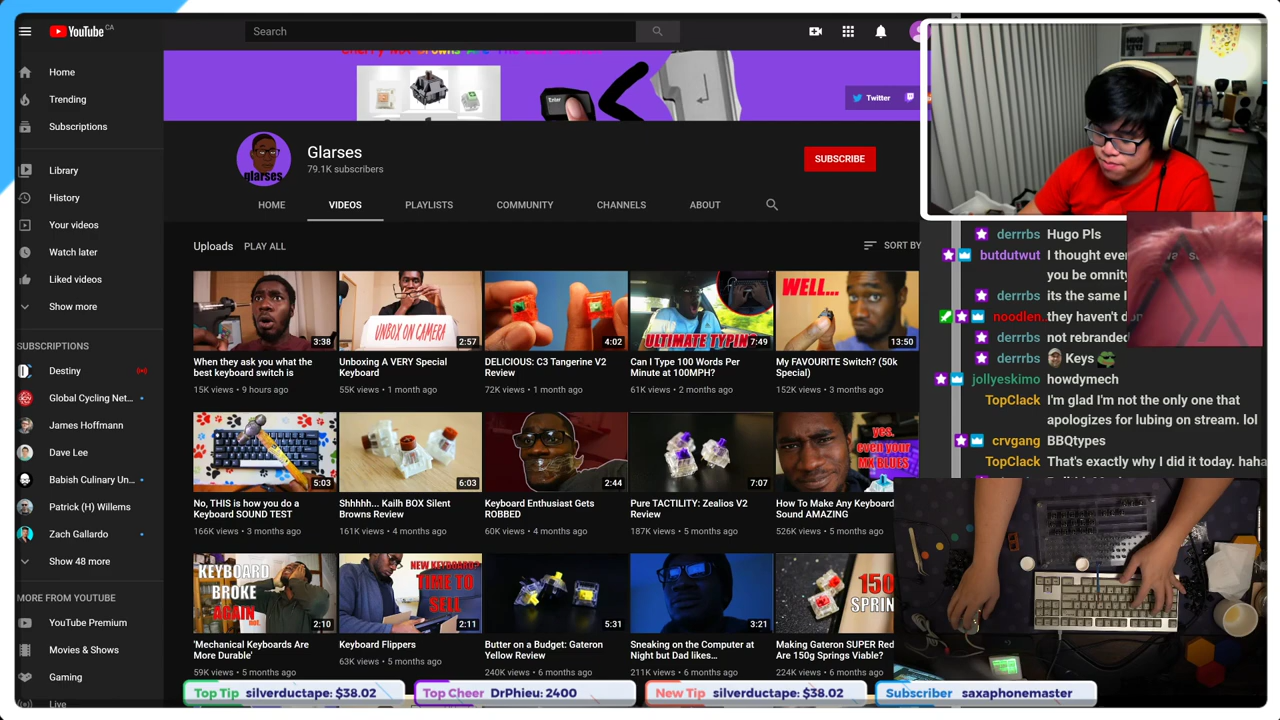 YouTube CA
Search
Home
Trending
Subscriptions
Library
History
Your videos
Watch later
Liked videos
Show more
SUBSCRIPTIONS
Destiny
Global Cycling Net...
James Hoffmann
Dave Lee
Babish Culinary Un...
Patrick (H) Willems
Zach Gallardo
Show 48 more
MORE FROM YOUTUBE
YouTube Premium
Movies & Shows
Gaming
Live
Enter
Twitter
glarses
Glarses
79.1K subscribers
SUBSCRIBE
HOME
VIDEOS
PLAYLISTS
COMMUNITY
CHANNELS
ABOUT
Uploads
PLAY ALL
SORT BY
3:38
UNBOX ON CAMERA
2:57
4:02
ULTIMATE TYPIN
7:49
WELL...
13:50
When they ask you what the
best keyboard switch is
15K views • 9 hours ago
Unboxing A VERY Special
Keyboard
55K views • 1 month ago
DELICIOUS: C3 Tangerine V2
Review
72K views • 1 month ago
Can I Type 100 Words Per
Minute at 100MPH?
61K views • 2 months ago
My FAVOURITE Switch? (50k
Special)
152K views • 3 months ago
5:03
6:03
2:44
7:07
yes.
even your
MX BLUES
No, THIS is how you do a
Keyboard SOUND TEST
166K views • 3 months ago
Shhhhh... Kailh BOX Silent
Browns Review
161K views • 4 months ago
Keyboard Enthusiast Gets
ROBBED
60K views • 4 months ago
Pure TACTILITY: Zealios V2
Review
187K views • 5 months ago
How To Make Any Keyboard
Sound AMAZING
526K views • 5 months ago
KEYBOARD
BROKE
AGAIN
not.
2:10
NEW KEYBOARD?
TIME TO
SELL
2:11
5:31
3:21
150
SPRIN
'Mechanical Keyboards Are
More Durable'
59K views • 5 months ago
Keyboard Flippers
63K views • 5 months ago
Butter on a Budget: Gateron
Yellow Review
240K views • 6 months ago
Sneaking on the Computer at
Night but Dad likes...
211K views • 6 months ago
Making Gateron SUPER Red
Are 150g Springs Viable?
224K views • 6 months
derrrbs Hugo Pls
butdutwut I thought ever
you be omnity
derrrbs its the same
noodlen. they haven't don
derrrbs not rebranded
derrrbs Keys
jollyeskimo howdymech
TopClack I'm glad I'm not the only one that
apologizes for lubing on stream. lol
crvgang BBQtypes
TopClack That's exactly why I did it today. haha
Top Tip silverductape: $38.02
Top Cheer DrPhieu: 2400
New Tip silverductape: $38.02
Subscriber saxaphonemaster